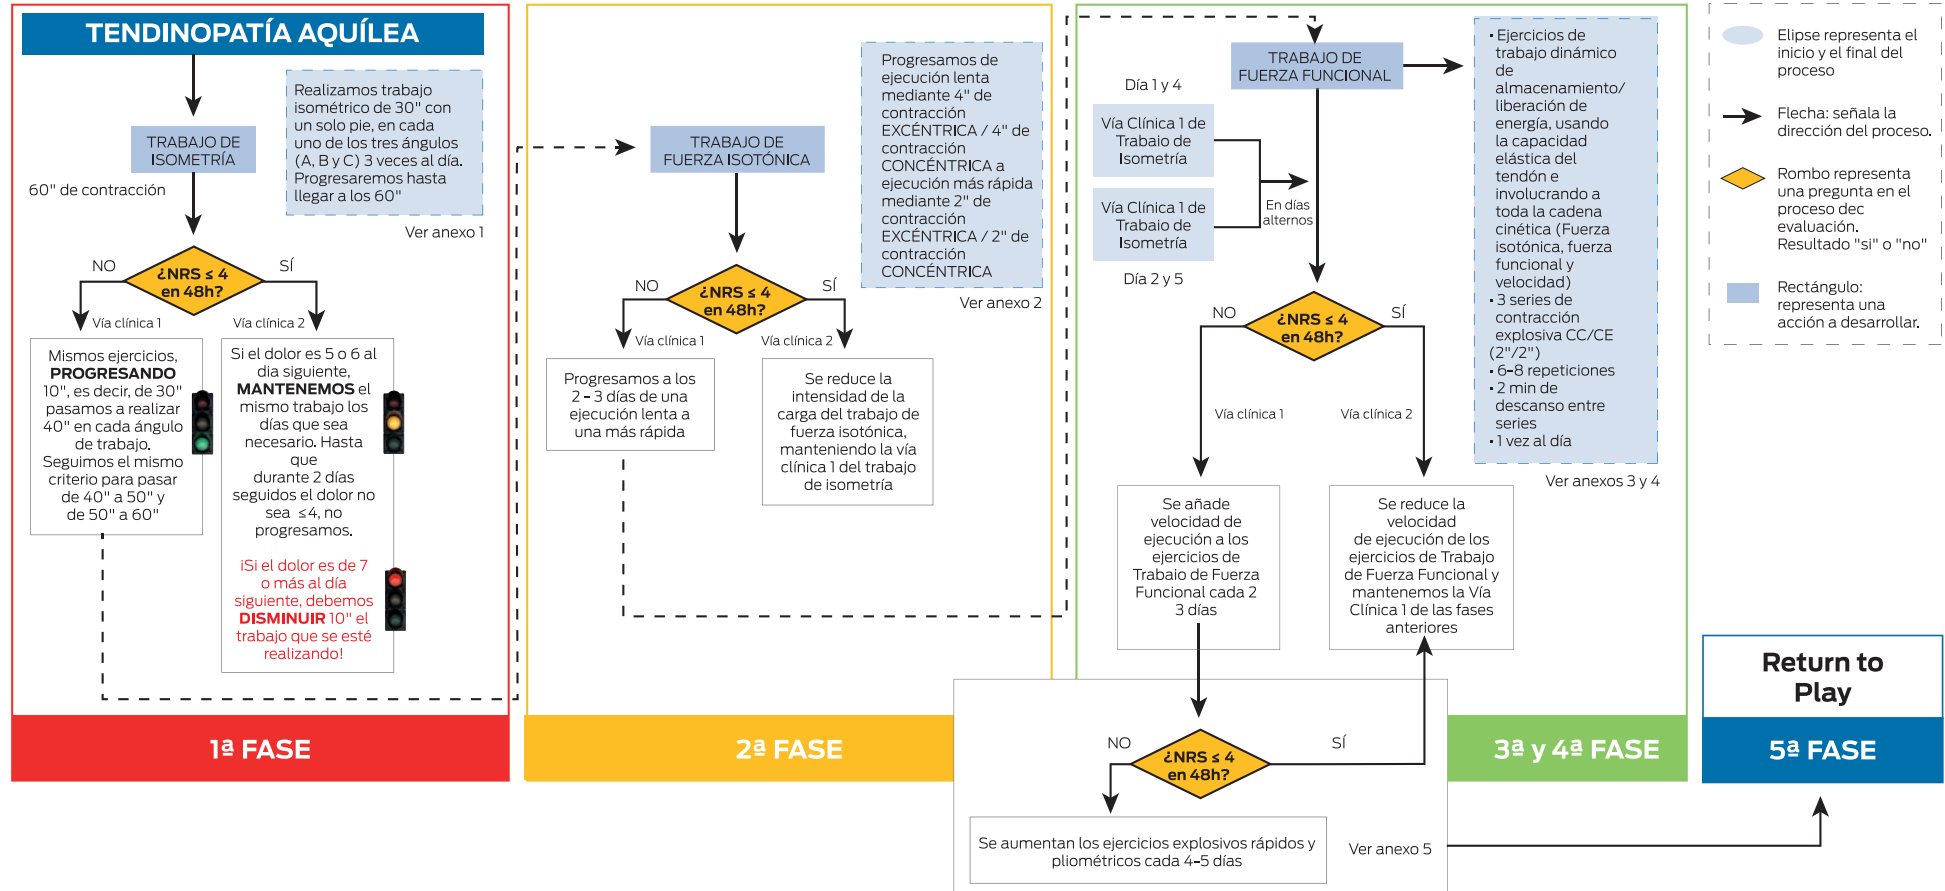 TENDINOPATÍA AQUÍLEA
Realizamos trabajo
isométrico de 30" con
un solo pie, en cada
uno de los tres ángulos
(A, B y C) 3 veces al día.
Progresaremos hasta
llegar a los 60"
Ver anexo 1
TRABAJO DE
ISOMETRÍA
60" de contracción
¿NRS ≤ 4
en 48h?
NO
SÍ
Vía clínica 1
Vía clínica 2
Mismos ejercicios,
PROGRESANDO
10", es decir, de 30"
pasamos a realizar
40" en cada ángulo
de trabajo.
Seguimos el mismo
criterio para pasar
de 40" a 50" y
de 50" a 60"
Si el dolor es 5 o 6 al
dia siguiente,
MANTENEMOS el
mismo trabajo los
días que sea
necesario. Hasta
que
durante 2 días
seguidos el dolor no
sea ≤4, no
progresamos.
¡Si el dolor es de 7
o más al día
siguiente, debemos
DISMINUIR 10" el
trabajo que se esté
realizando!
1ª FASE
TRABAJO DE
FUERZA ISOTÓNICA
Progresamos de
ejecución lenta
mediante 4" de
contracción
EXCÉNTRICA / 4" de
contracción
CONCÉNTRICA a
ejecución más rápida
mediante 2" de
contracción
EXCÉNTRICA / 2" de
contracción
CONCÉNTRICA
Ver anexo 2
¿NRS ≤ 4
en 48h?
NO
SÍ
Vía clínica 1
Vía clínica 2
Progresamos a los
2 - 3 días de una
ejecución lenta a
una más rápida
Se reduce la
intensidad de la
carga del trabajo de
fuerza isotónica,
manteniendo la vía
clínica 1 del trabajo
de isometría
2ª FASE
TRABAJO DE
FUERZA FUNCIONAL
Día 1 y 4
Vía Clínica 1 de
Trabaio de
Isometría
Vía Clínica 1 de
Trabaio de
Isometría
Día 2 y 5
En días
alternos
• Ejercicios de
trabajo dinámico
de
almacenamiento/
liberación de
energía, usando
la capacidad
elástica del
tendón e
involucrando a
toda la cadena
cinética (Fuerza
isotónica, fuerza
funcional y
velocidad)
• 3 series de
contracción
explosiva CC/CE
(2"/2")
• 6-8 repeticiones
• 2 min de
descanso entre
series
• 1 vez al día
Ver anexos 3 y 4
¿NRS ≤ 4
en 48h?
NO
SÍ
Vía clínica 1
Vía clínica 2
Se añade
velocidad de
ejecución a los
ejercicios de
Trabaio de Fuerza
Funcional cada 2
3 días
Se reduce la
velocidad
de ejecución de los
ejercicios de Trabajo
de Fuerza Funcional y
mantenemos la Vía
Clínica 1 de las fases
anteriores
¿NRS ≤ 4
en 48h?
NO
SÍ
Se aumentan los ejercicios explosivos rápidos y
pliométricos cada 4-5 días
Ver anexo 5
3ª y 4ª FASE
Return to
Play
5ª FASE
Elipse representa el
inicio y el final del
proceso
Flecha: señala la
dirección del proceso.
Rombo representa
una pregunta en el
proceso dec
evaluación.
Resultado "si" o "no"
Rectángulo:
representa una
acción a desarrollar.